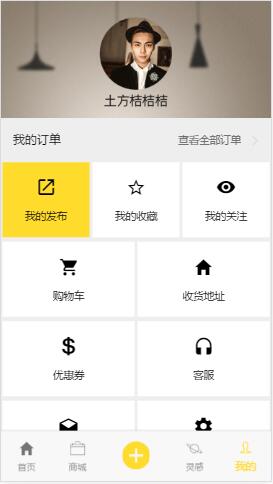 土方桔桔桔
我的订单 查看全部订单
我的发布 我的收藏 我的关注
购物车 收货地址
优惠券 客服
首页 商城 灵感 我的